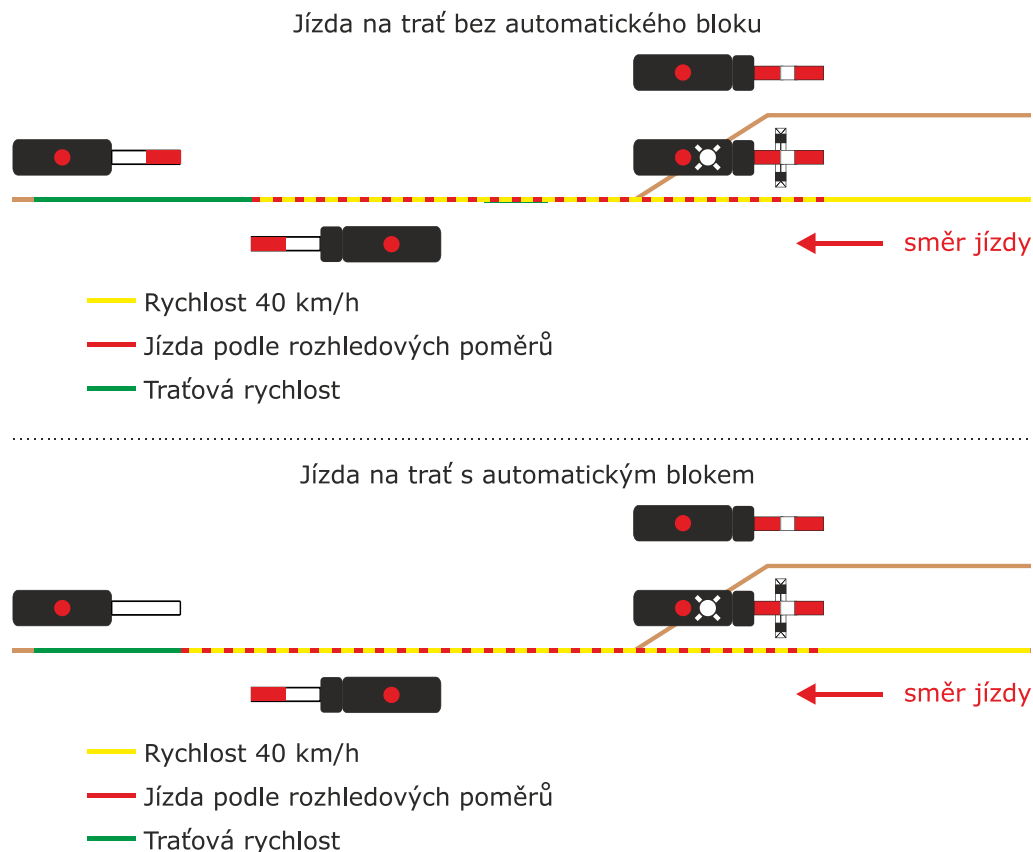 Jízda na trať bez automatického bloku
směr jízdy
Rychlost 40 km/h
Jízda podle rozhledových poměrů
Traťová rychlost
Jízda na trať s automatickým blokem
směr jízdy
Rychlost 40 km/h
Jízda podle rozhledových poměrů
Traťová rychlost